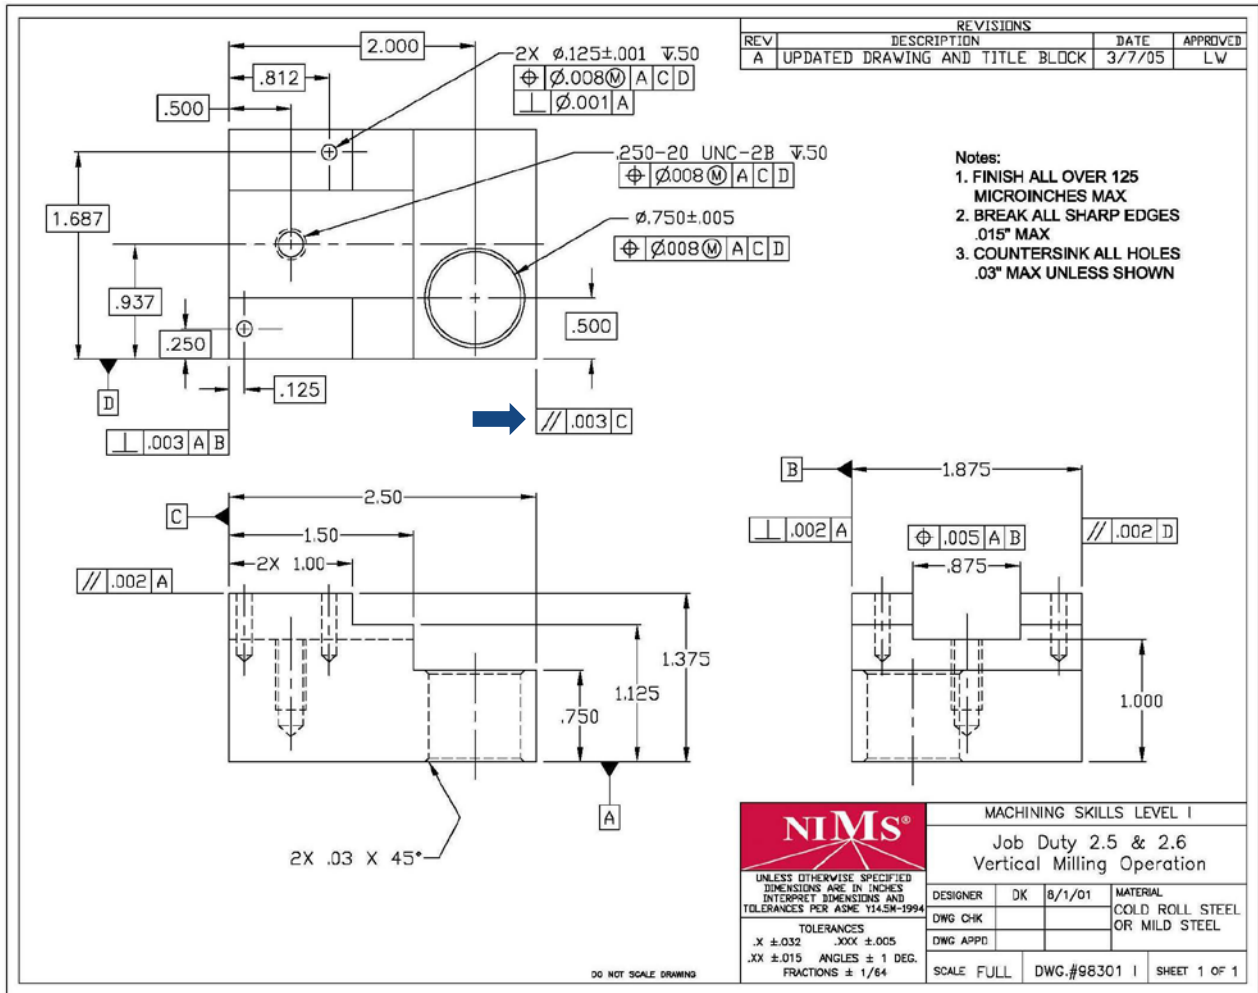 REVISIONS
REV DESCRIPTION DATE APPROVED
A UPDATED DRAWING AND TITLE BLOCK 3/7/05 LW
2.000
.812
.500
2X Ø.125±.001 ↧.50
⌖ Ø.008Ⓜ A C D
⟂ Ø.001 A
.250-20 UNC-2B ↧.50
⌖ Ø.008Ⓜ A C D
Ø.750±.005
⌖ Ø.008Ⓜ A C D
Notes:
1. FINISH ALL OVER 125
MICROINCHES MAX
2. BREAK ALL SHARP EDGES
.015" MAX
3. COUNTERSINK ALL HOLES
.03" MAX UNLESS SHOWN
1.687
.937
.250
.500
.125
D
⟂ .003 A B
// .003 C
2.50
C
1.50
2X 1.00
// .002 A
1.375
1.125
.750
A
2X .03 X 45°
B
1.875
⟂ .002 A
⌖ .005 A B
// .002 D
.875
1.000
NIMS®
UNLESS OTHERWISE SPECIFIED
DIMENSIONS ARE IN INCHES
INTERPRET DIMENSIONS AND
TOLERANCES PER ASME Y14.5M-1994
TOLERANCES
.X ±.032 .XXX ±.005
.XX ±.015 ANGLES ± 1 DEG.
FRACTIONS ± 1/64
DO NOT SCALE DRAWING
MACHINING SKILLS LEVEL I
Job Duty 2.5 & 2.6
Vertical Milling Operation
DESIGNER DK 8/1/01
DWG CHK
DWG APPD
MATERIAL
COLD ROLL STEEL
OR MILD STEEL
SCALE FULL DWG.#98301 I SHEET 1 OF 1